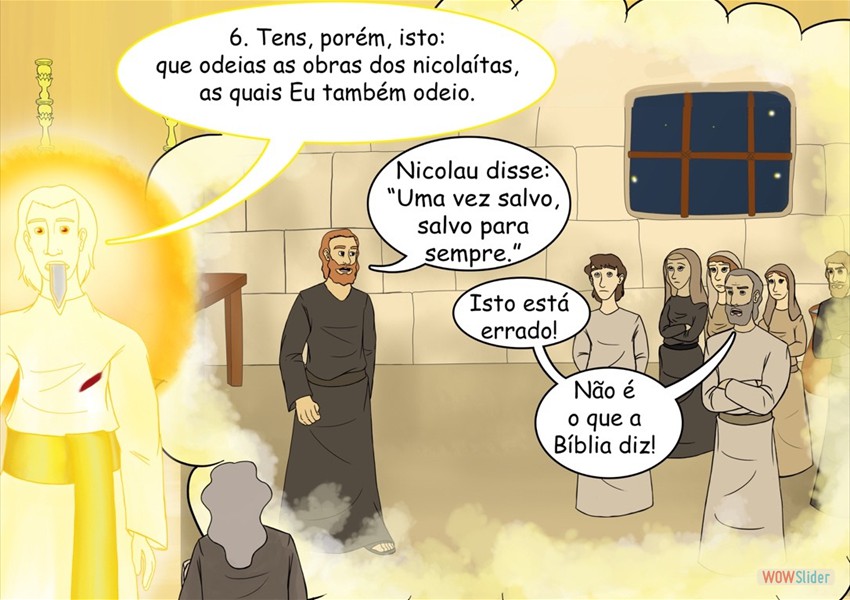 6. Tens, porém, isto:
que odeias as obras dos nicolaítas,
as quais Eu também odeio.
Nicolau disse:
“Uma vez salvo,
salvo para
sempre.”
Isto está
errado!
Não é
o que a
Bíblia diz!
WOWSlider